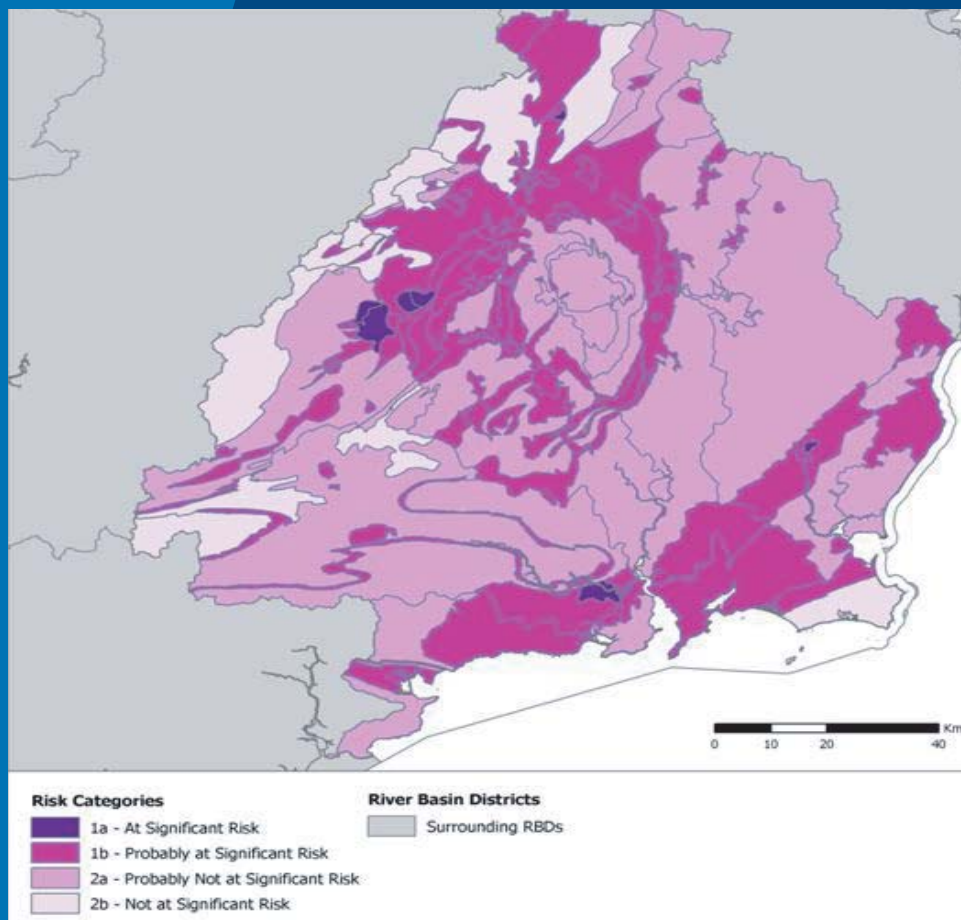 Km
0 10 20 40
Risk Categories
River Basin Districts
1a - At Significant Risk
Surrounding RBDs
1b - Probably at Significant Risk
2a - Probably Not at Significant Risk
2b - Not at Significant Risk